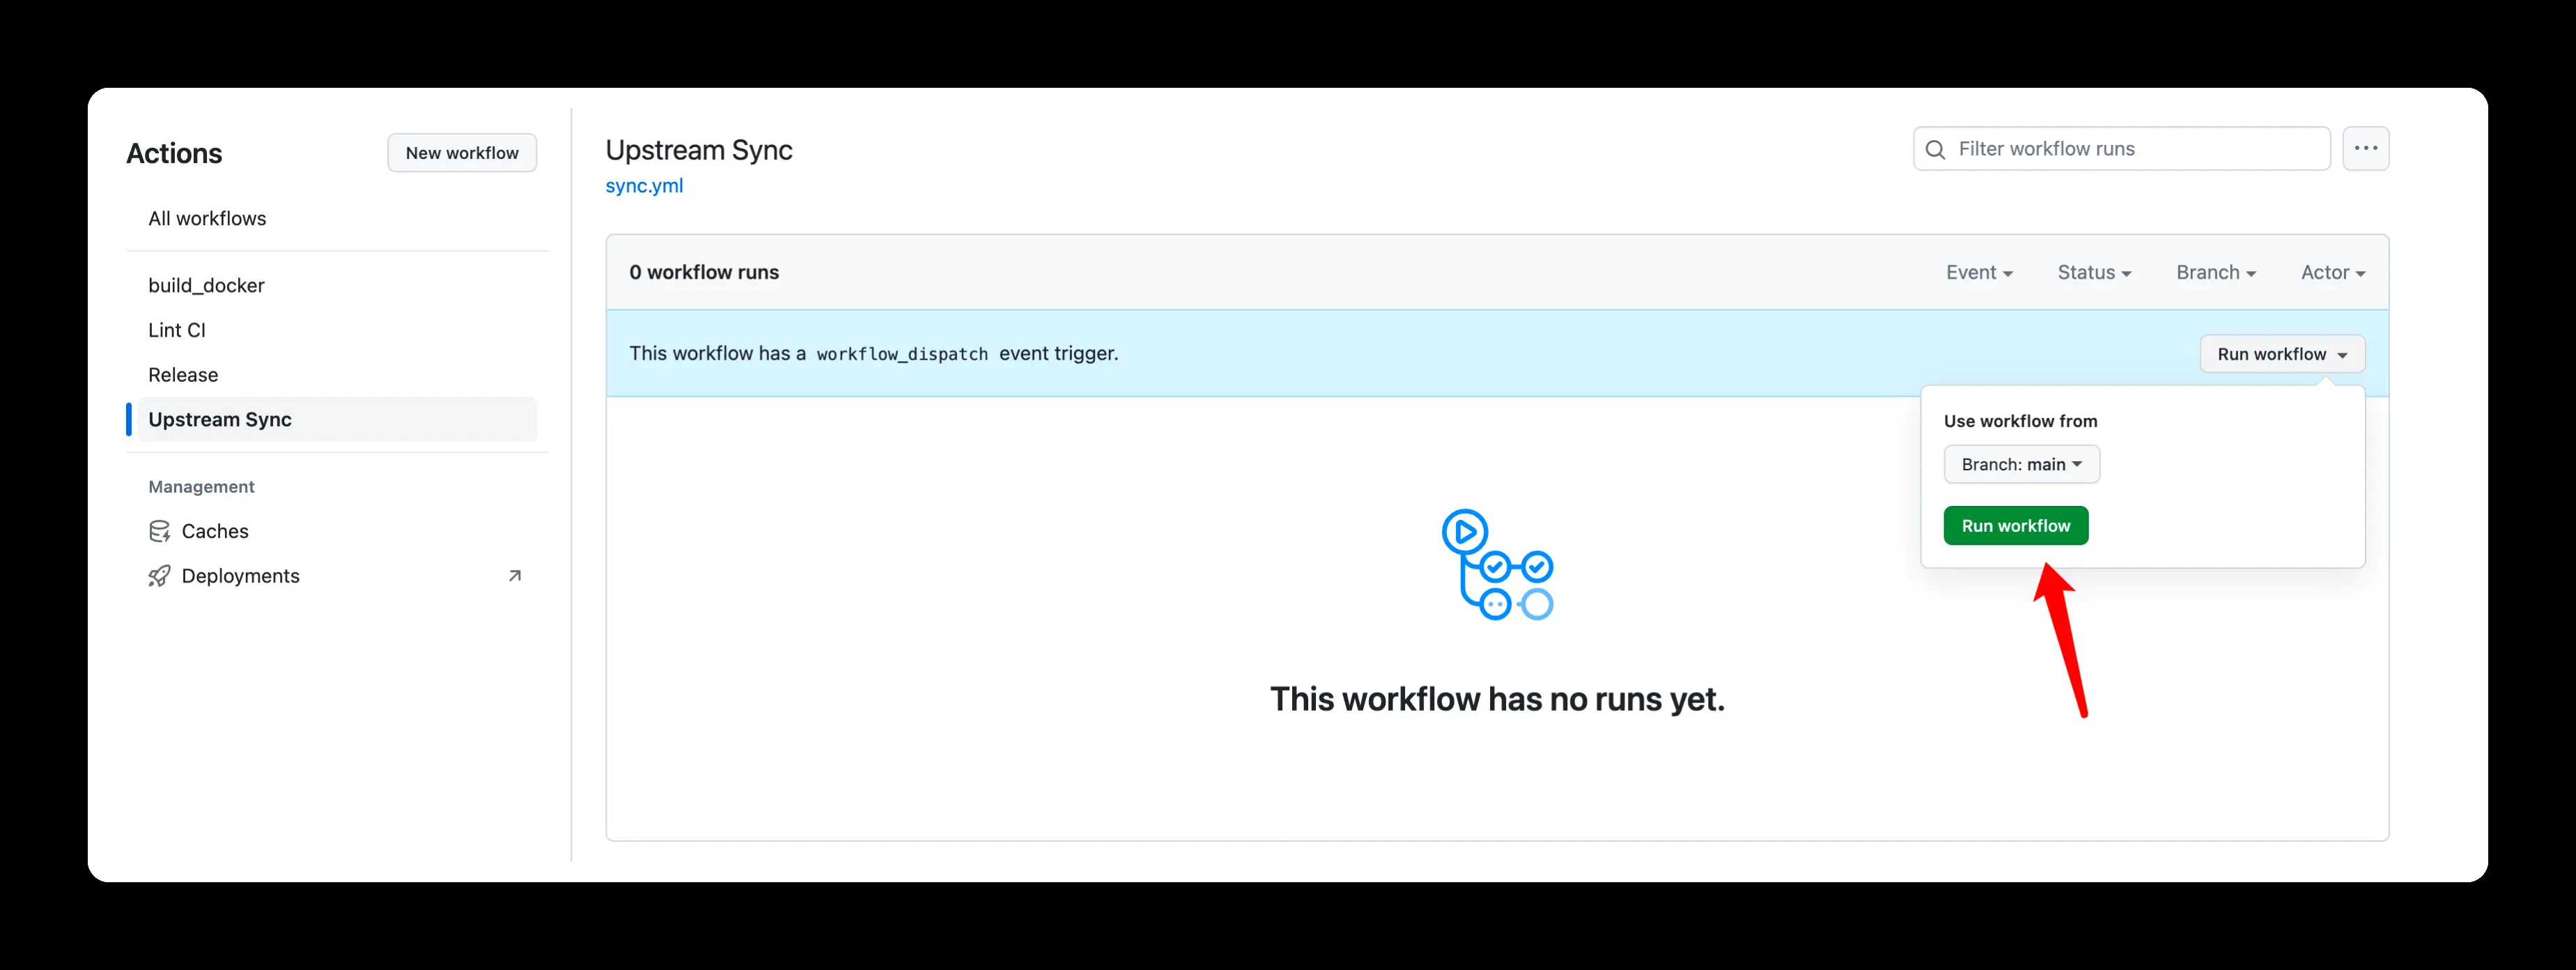 Actions
New workflow
All workflows
build_docker
Lint CI
Release
Upstream Sync
Management
Caches
Deployments
Upstream Sync
sync.yml
Filter workflow runs
0 workflow runs
Event
Status
Branch
Actor
This workflow has a workflow_dispatch event trigger.
Run workflow
Use workflow from
Branch: main
Run workflow
This workflow has no runs yet.